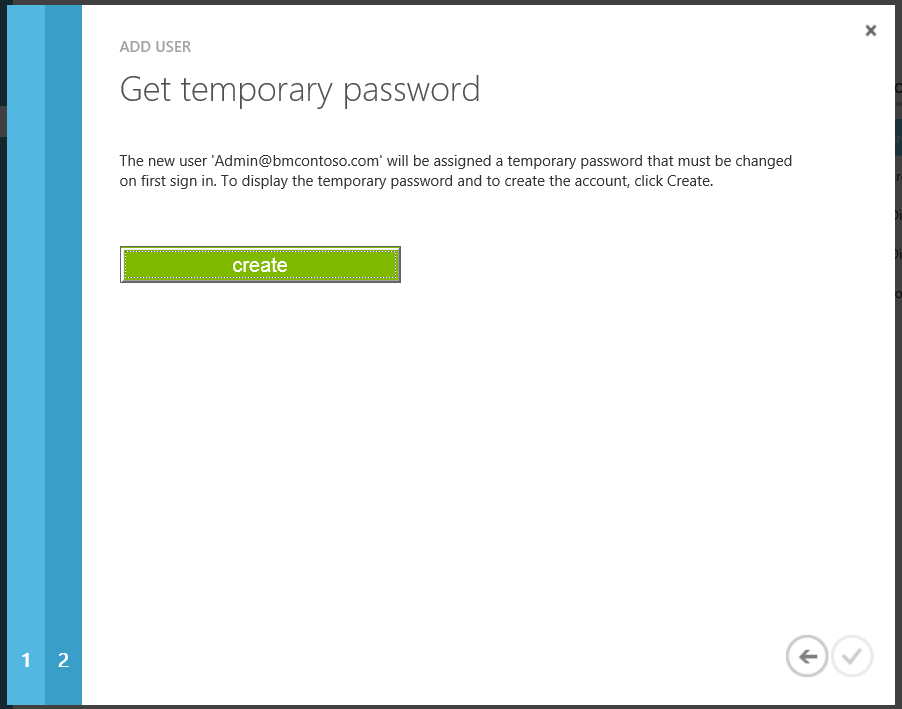 ADD USER
Get temporary password
The new user 'Admin@bmcontoso.com' will be assigned a temporary password that must be changed
on first sign in. To display the temporary password and to create the account, click Create.
create
1 2